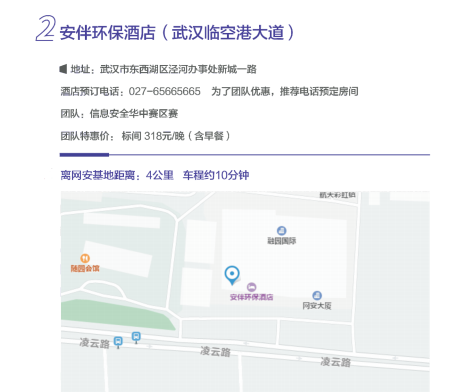 2 安伴环保酒店（武汉临空港大道）
地址：武汉市东西湖区泾河办事处新城一路
酒店预订电话：027-65665665 为了团队优惠，推荐电话预定房间
团队：信息安全华中赛区赛
团队特惠价：标间 318元/晚（含早餐）
离网安基地距离：4公里 车程约10分钟
航天彩虹
融园国际
融园会馆
安伴环保酒店
网安大厦
凌云路
凌云路
凌云路